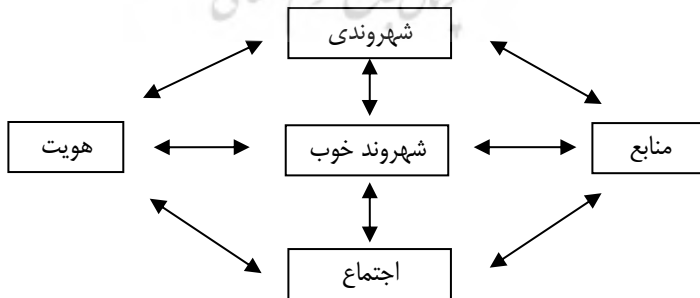 شهروندی
منابع
شهروند خوب
هویت
اجتماع